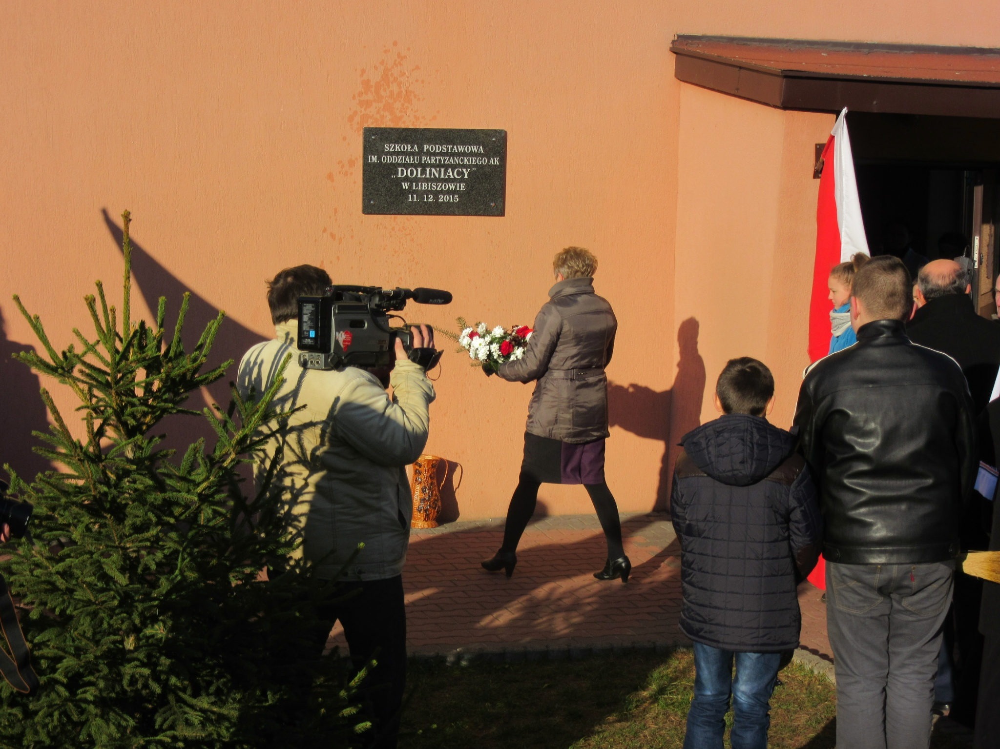 SZKOŁA PODSTAWOWA
IM. ODDZIAŁU PARTYZANCKIEGO AK
„DOLINIACY”
W LIBISZOWIE
11. 12. 2015